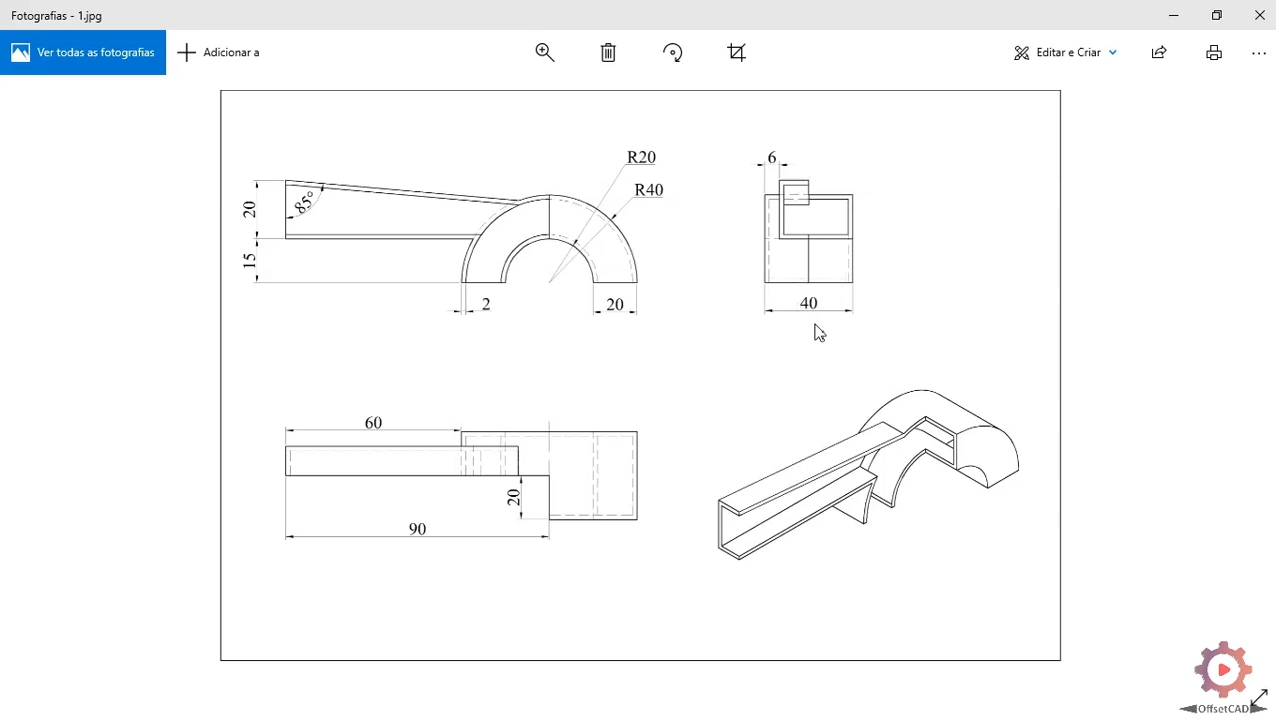 Fotografias - 1.jpg
Ver todas as fotografias
Adicionar a
Editar e Criar
R20
R40
20
85°
15
2
20
6
40
60
20
90
OffsetCAD